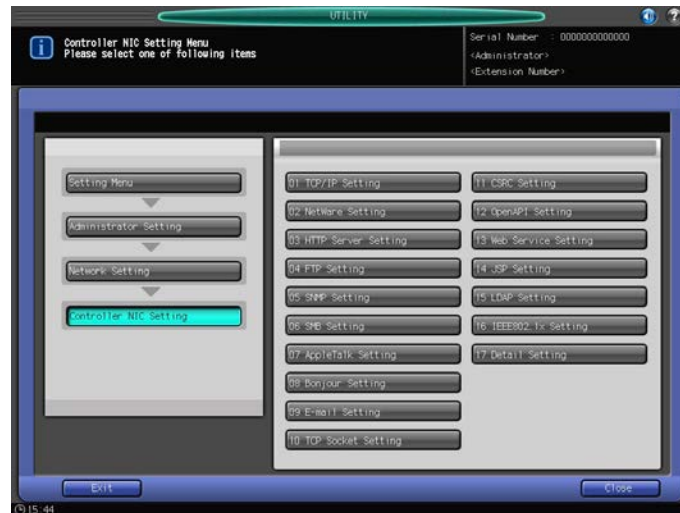 UTILITY
?
i
Controller NIC Setting Menu
Please select one of following items
Serial Number : 0000000000000
<Administrator>
<Extension Number>
Setting Menu
Administrator Setting
Network Setting
Controller NIC Setting
01 TCP/IP Setting
02 NetWare Setting
03 HTTP Server Setting
04 FTP Setting
05 SNMP Setting
06 SMB Setting
07 AppleTalk Setting
08 Bonjour Setting
09 E-mail Setting
10 TCP Socket Setting
11 CSRC Setting
12 OpenAPI Setting
13 Web Service Setting
14 JSP Setting
15 LDAP Setting
16 IEEE802.1x Setting
17 Detail Setting
Exit
Close
15:44